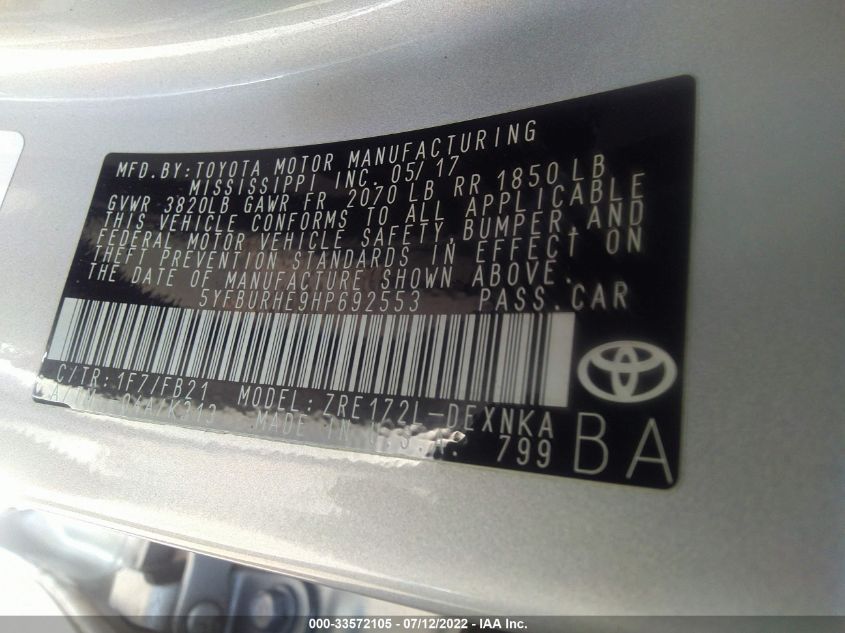 MFD.BY:TOYOTA MOTOR MANUFACTURING
MISSISSIPPI INC. 05/17
GVWR 3820LB GAWR FR 2070 LB RR 1850 LB
THIS VEHICLE CONFORMS TO ALL APPLICABLE
FEDERAL MOTOR VEHICLE SAFETY,BUMPER,AND
THEFT PREVENTION STANDARDS IN EFFECT ON
THE DATE OF MANUFACTURE SHOWN ABOVE.
5YFBURHE9HP692553 PASS.CAR
C/TR:1F7/FB21 MODEL:ZRE172L-DEXNKA
MADE IN U.S.A. 799
BA
000-33572105 - 07/12/2022 - IAA Inc.